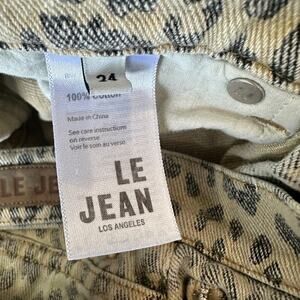 24
100% Cotton
Made in China
See care instructions
on reverse
Voir le soin au verso
LE
JEAN
LOS ANGELES
LE JE